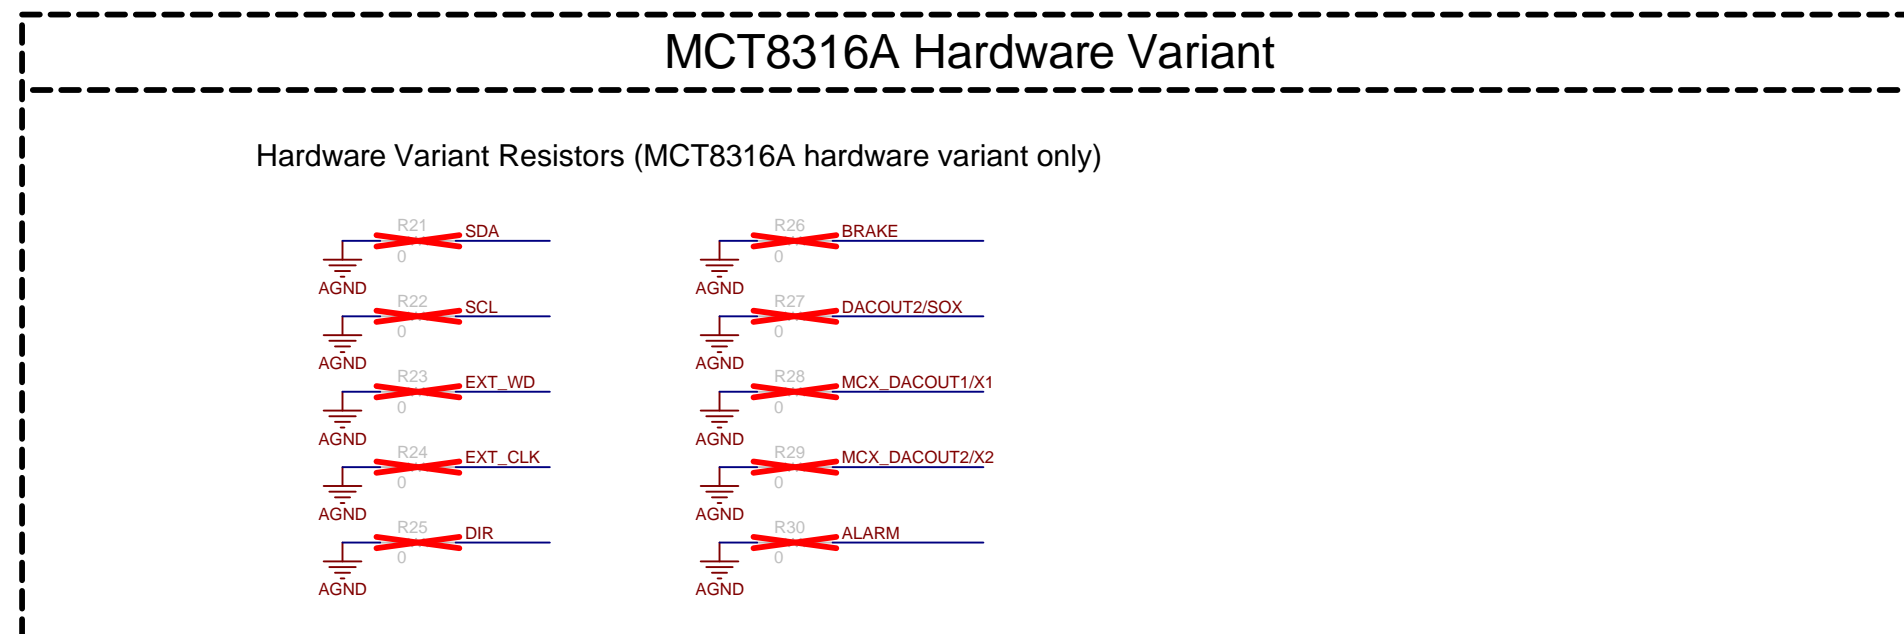 MCT8316A Hardware Variant
Hardware Variant Resistors (MCT8316A hardware variant only)
R21
SDA
0
AGND
R22
SCL
0
AGND
R23
EXT_WD
0
AGND
R24
EXT_CLK
0
AGND
R25
DIR
0
AGND
R26
BRAKE
0
AGND
R27
DACOUT2/SOX
0
AGND
R28
MCX_DACOUT1/X1
0
AGND
R29
MCX_DACOUT2/X2
0
AGND
R30
ALARM
0
AGND